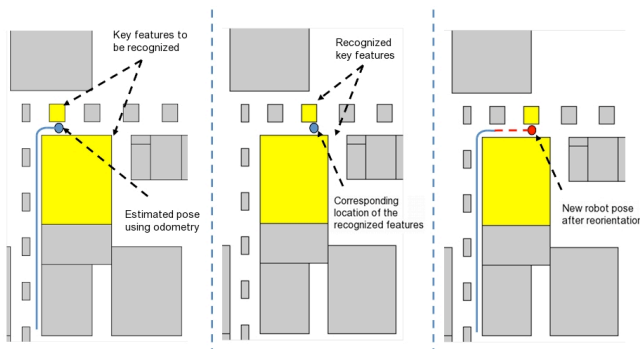 Key features to
be recognized
Estimated pose
using odometry
Recognized
key features
Corresponding
location of the
recognized features
New robot pose
after reorientation